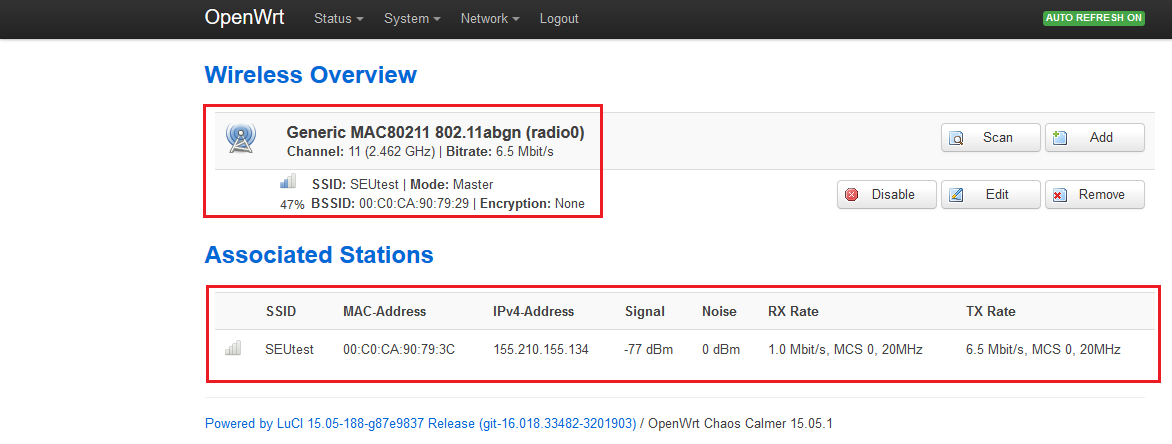 OpenWrt Status System Network Logout AUTO REFRESH ON
Wireless Overview
Generic MAC80211 802.11abgn (radio0) Scan Add
Channel: 11 (2.462 GHz) | Bitrate: 6.5 Mbit/s
SSID: SEUtest | Mode: Master Disable Edit Remove
47% BSSID: 00:C0:CA:90:79:29 | Encryption: None
Associated Stations
SSID MAC-Address IPv4-Address Signal Noise RX Rate TX Rate
SEUtest 00:C0:CA:90:79:3C 155.210.155.134 -77 dBm 0 dBm 1.0 Mbit/s, MCS 0, 20MHz 6.5 Mbit/s, MCS 0, 20MHz
Powered by LuCI 15.05-188-g87e9837 Release (git-16.018.33482-3201903) / OpenWrt Chaos Calmer 15.05.1